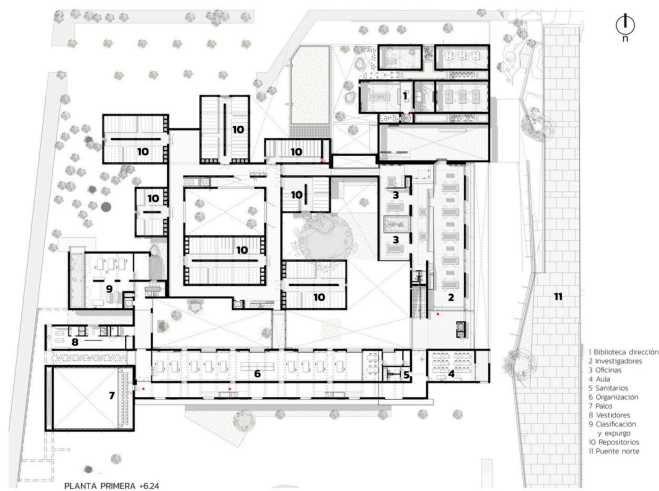 n
1
10
10
10
3
10
10
3
10
10
9
2
11
8
6
5
4
7
1 Biblioteca dirección
2 Investigadores
3 Oficinas
4 Aula
5 Sanitarios
6 Organización
7 Palco
8 Vestidores
9 Clasificación
y expurgo
10 Repositorios
11 Puente norte
PLANTA PRIMERA +6.24